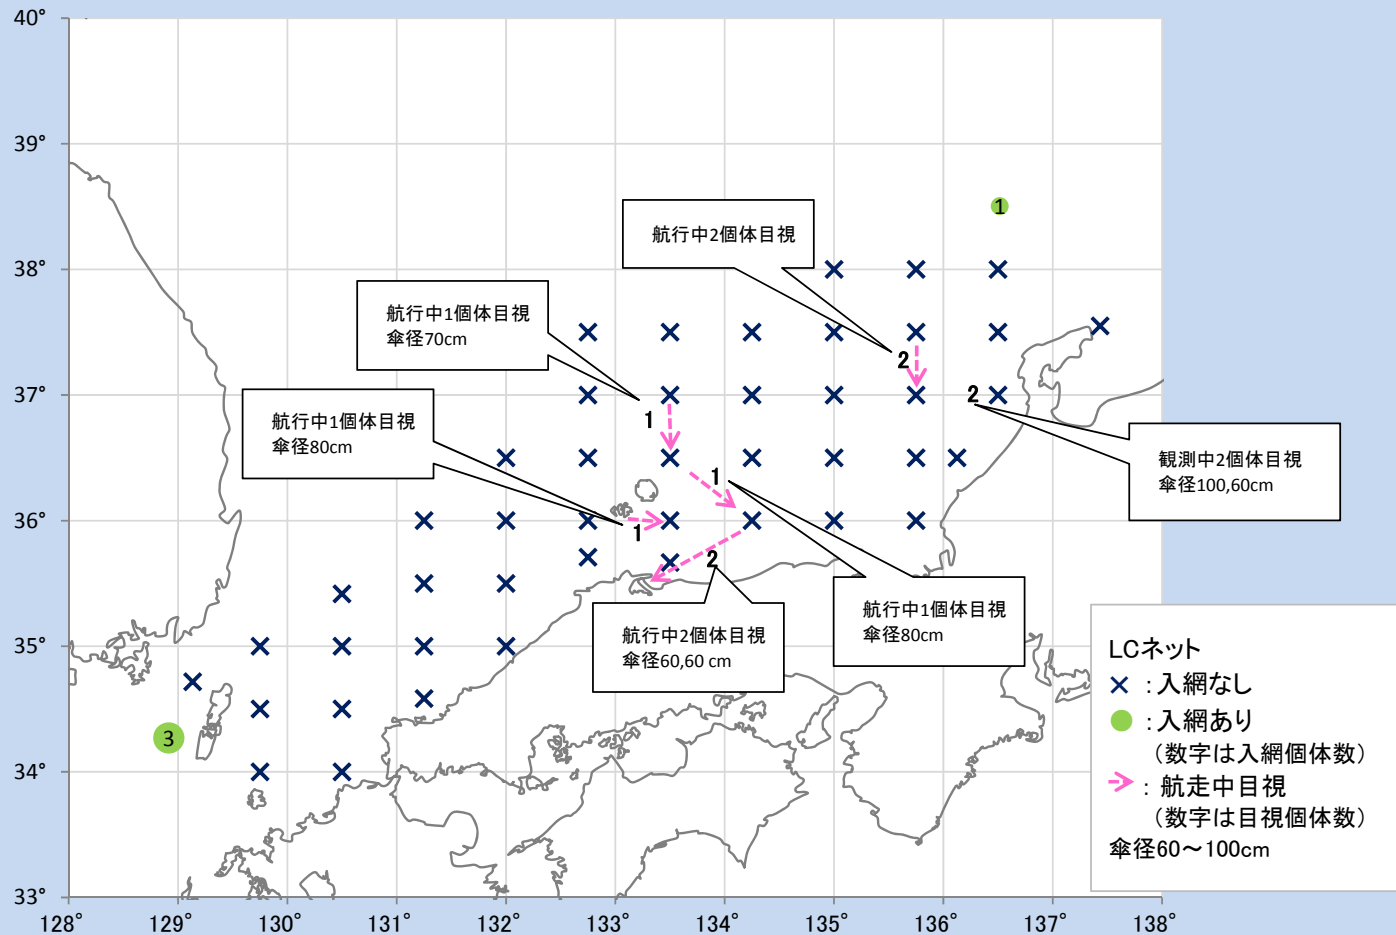 40°
39°
38°
37°
36°
35°
34°
33°
128°
129°
130°
131°
132°
133°
134°
135°
136°
137°
138°
1
航行中2個体目視
2
航行中1個体目視
傘径70cm
1
2
観測中2個体目視
傘径100,60cm
航行中1個体目視
傘径80cm
1
1
航行中1個体目視
傘径80cm
2
航行中2個体目視
傘径60,60 cm
3
LCネット
：入網なし
：入網あり
（数字は入網個体数）
：航走中目視
（数字は目視個体数）
傘径60～100cm